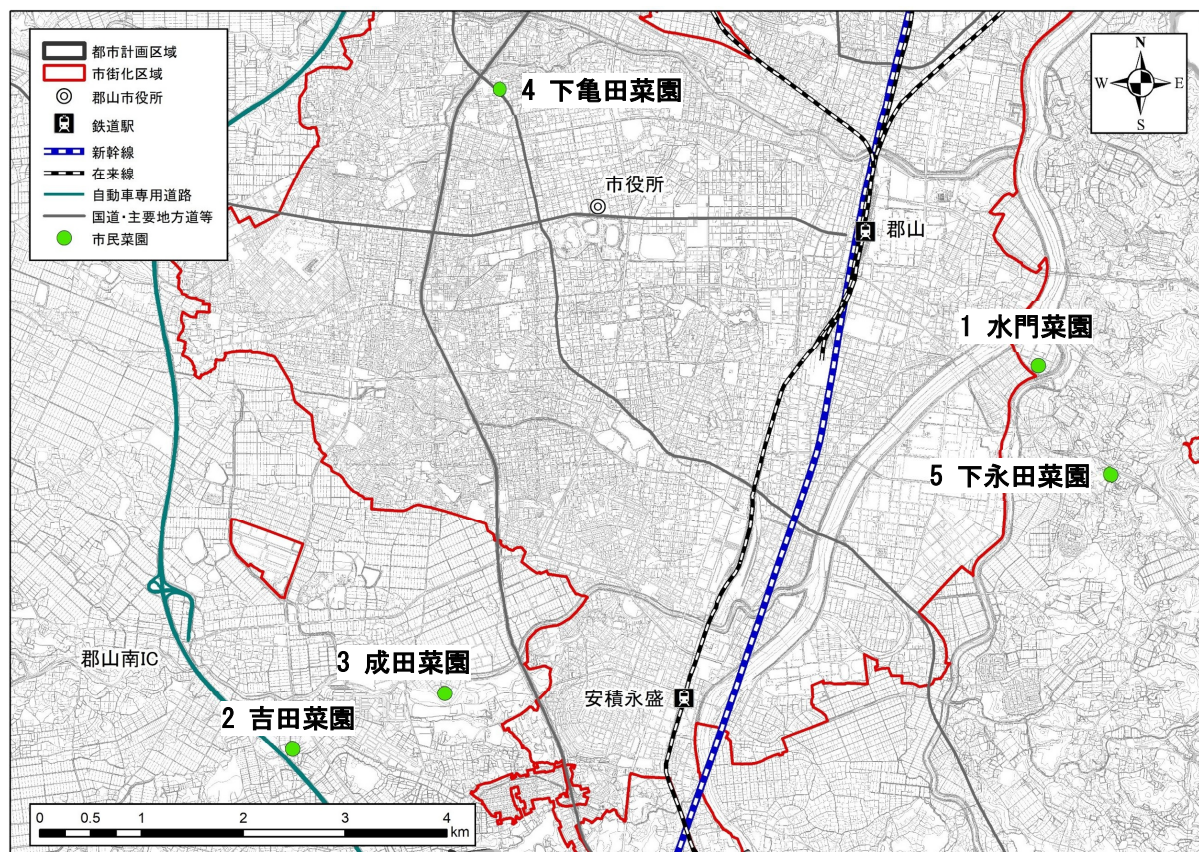 都市計画区域
市街化区域
郡山市役所
鉄道駅
新幹線
在来線
自動車専用道路
国道・主要地方道等
市民菜園
N
W E
S
4 下亀田菜園
市役所
郡山
1 水門菜園
5 下永田菜園
郡山南IC
3 成田菜園
安積永盛
2 吉田菜園
0 0.5 1 2 3 4
km